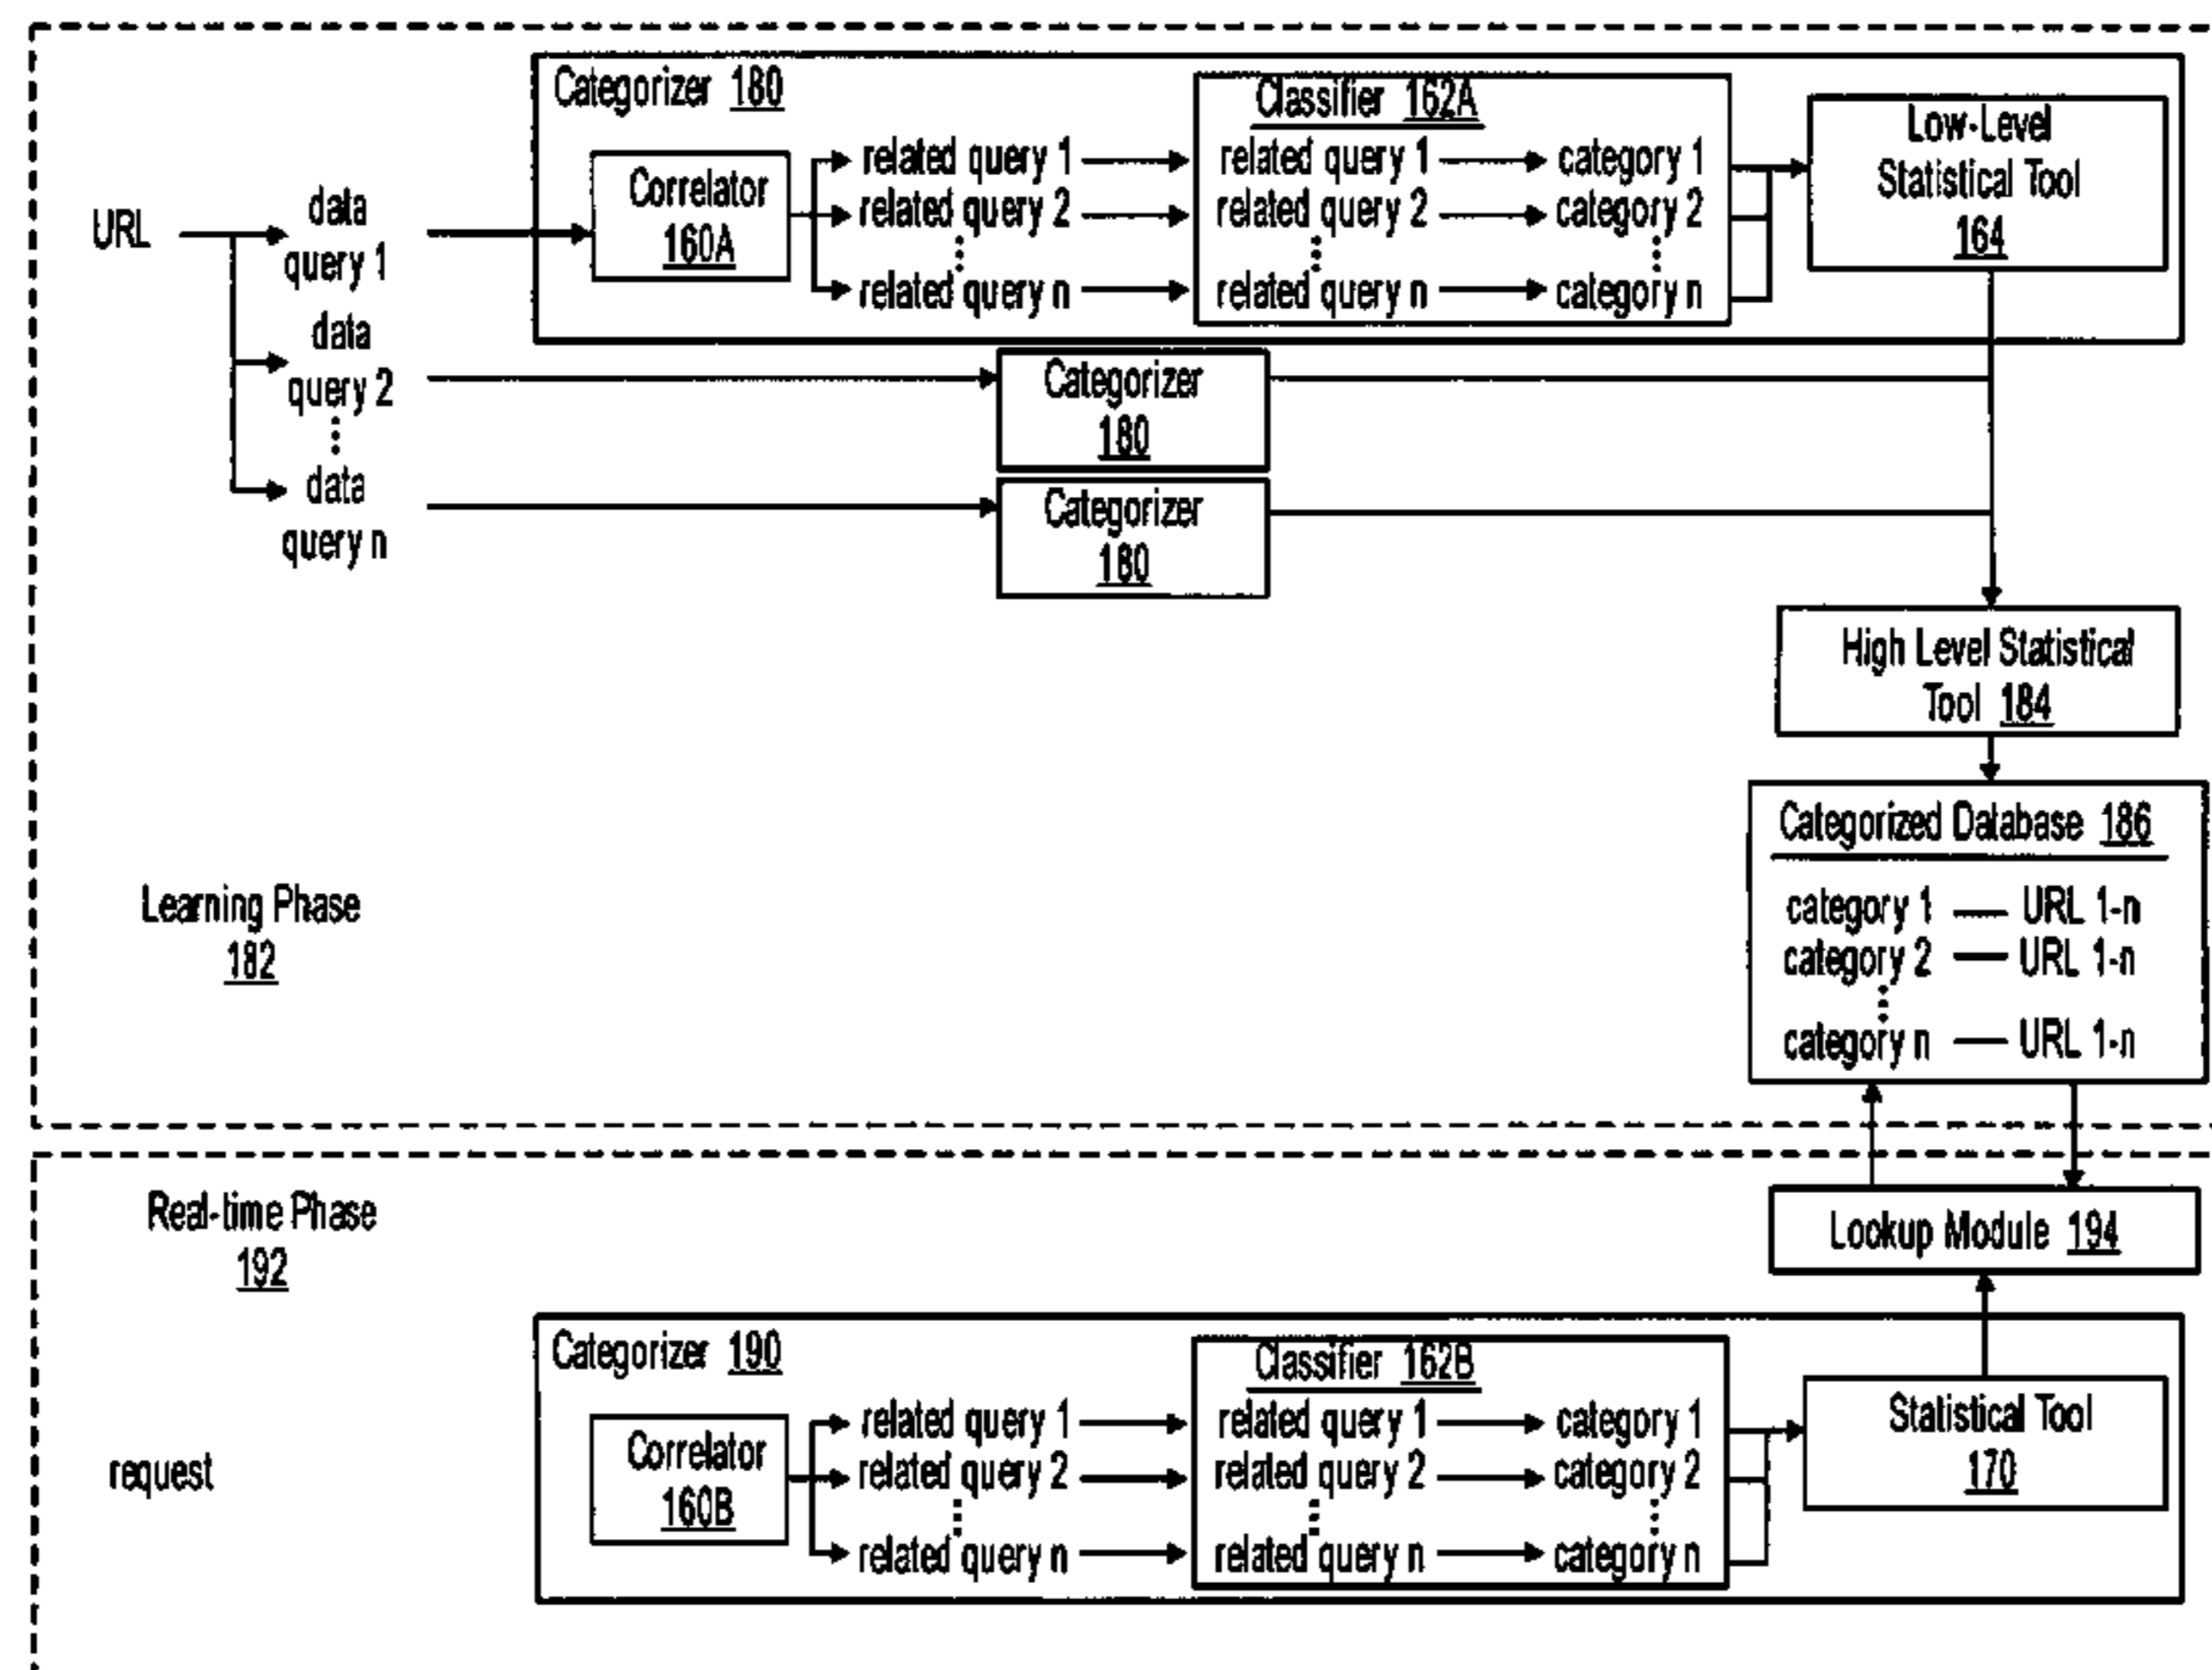 Categorizer 180
Classifier 162A
Low-Level
Statistical Tool
164
Correlator
160A
related query 1
related query 2
related query n
related query 1
category 1
related query 2
category 2
related query n
category n
URL
data
query 1
data
query 2
data
query n
Categorizer
180
Categorizer
180
High Level Statistical
Tool 184
Categorized Database 186
category 1 — URL 1-n
category 2 — URL 1-n
category n — URL 1-n
Learning Phase
182
Real-time Phase
192
Lookup Module 194
request
Categorizer 190
Correlator
160B
related query 1
related query 2
related query n
Classifier 162B
related query 1
category 1
related query 2
category 2
related query n
category n
Statistical Tool
170